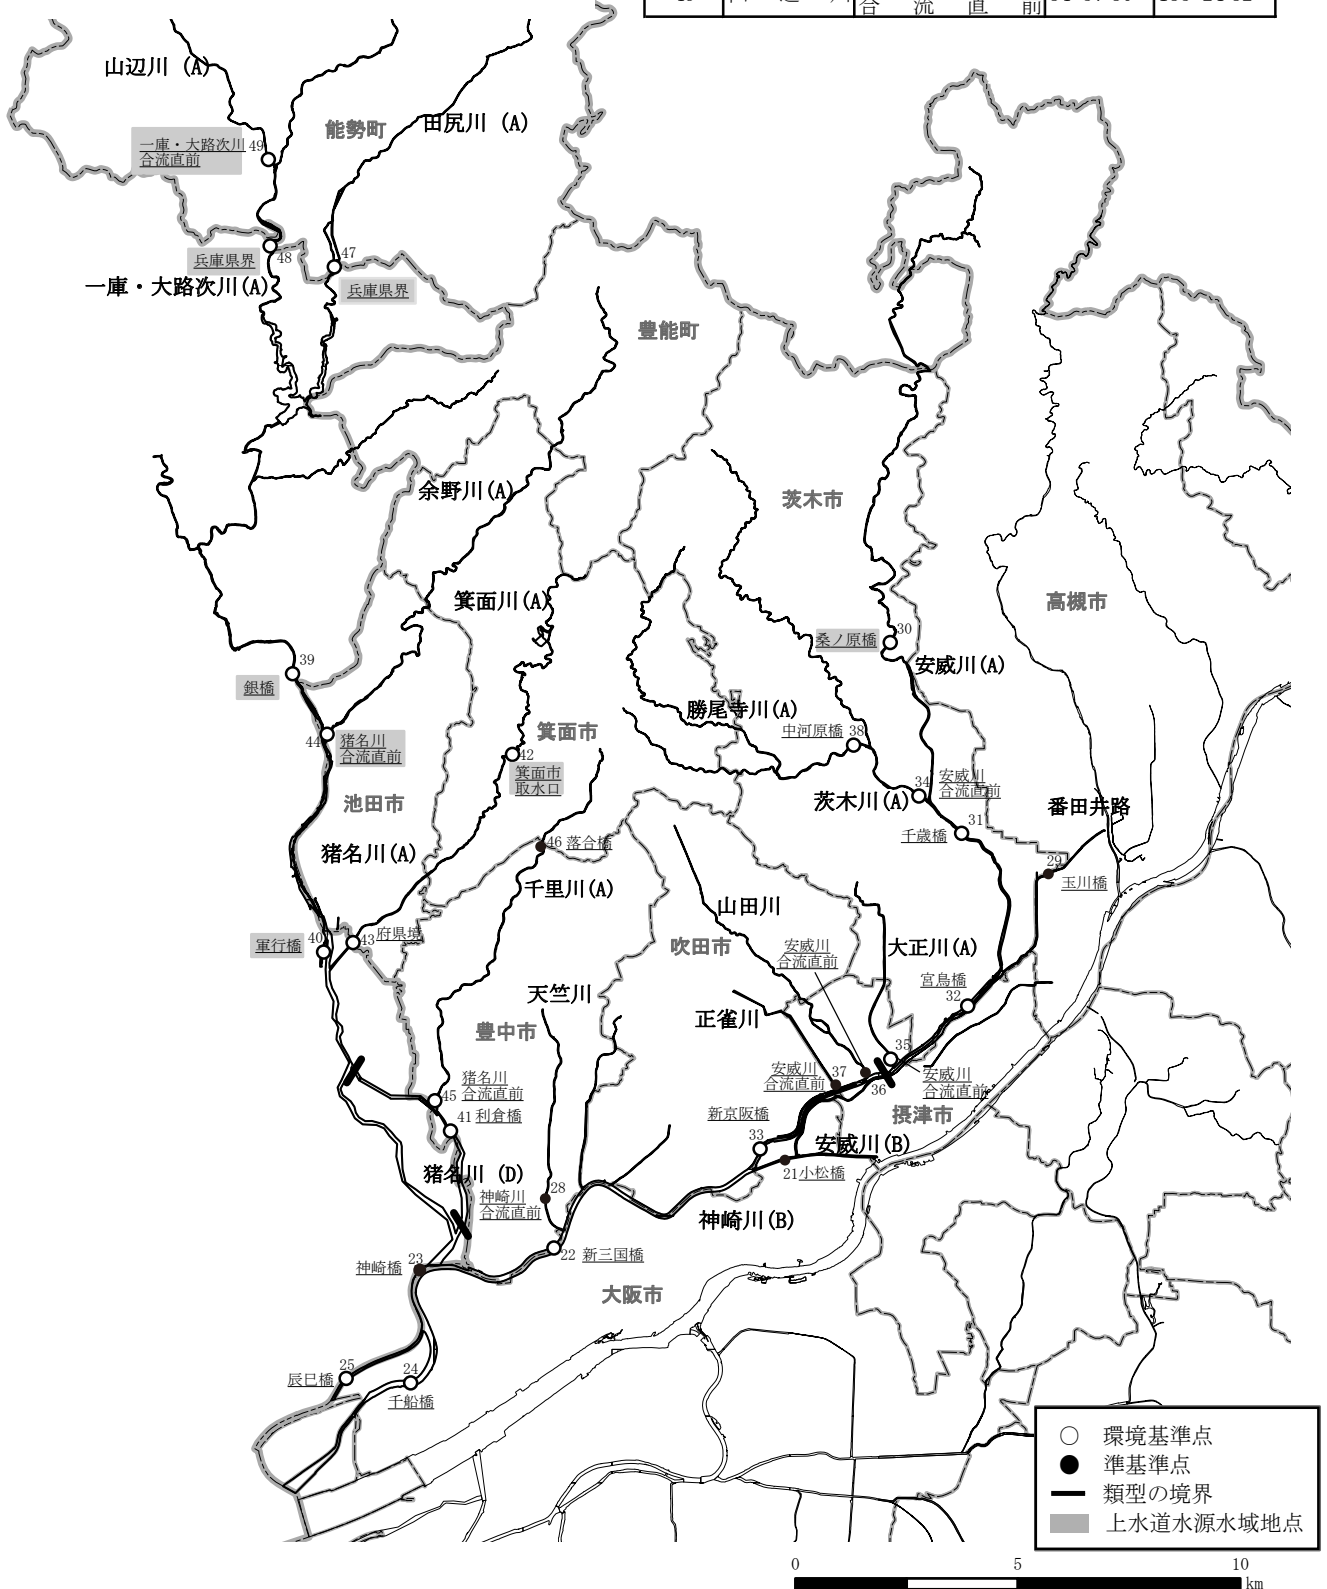 合 流 直 前
山辺川 (A)
田尻川 (A)
能勢町
一庫・大路次川
合流直前
49
兵庫県界
48
47
兵庫県界
一庫・大路次川(A)
豊能町
余野川(A)
茨木市
箕面川(A)
高槻市
桑ノ原橋
30
安威川(A)
39
銀橋
勝尾寺川(A)
中河原橋
38
44
猪名川
合流直前
箕面市
42
箕面市
取水口
池田市
34
安威川
合流直前
茨木川(A)
番田井路
31
千歳橋
猪名川(A)
46 落合橋
29
玉川橋
千里川(A)
山田川
吹田市
大正川(A)
安威川
合流直前
軍行橋
40
43
府県境
宮鳥橋
32
天竺川
正雀川
豊中市
35
安威川
合流直前
37
36
安威川
合流直前
猪名川
合流直前
45
41 利倉橋
新京阪橋
33
摂津市
安威川(B)
21小松橋
猪名川 (D)
神崎川
合流直前
28
神崎川(B)
22 新三国橋
神崎橋
23
大阪市
辰巳橋
25
24
千船橋
環境基準点
準基準点
類型の境界
上水道水源水域地点
0 5 10
km